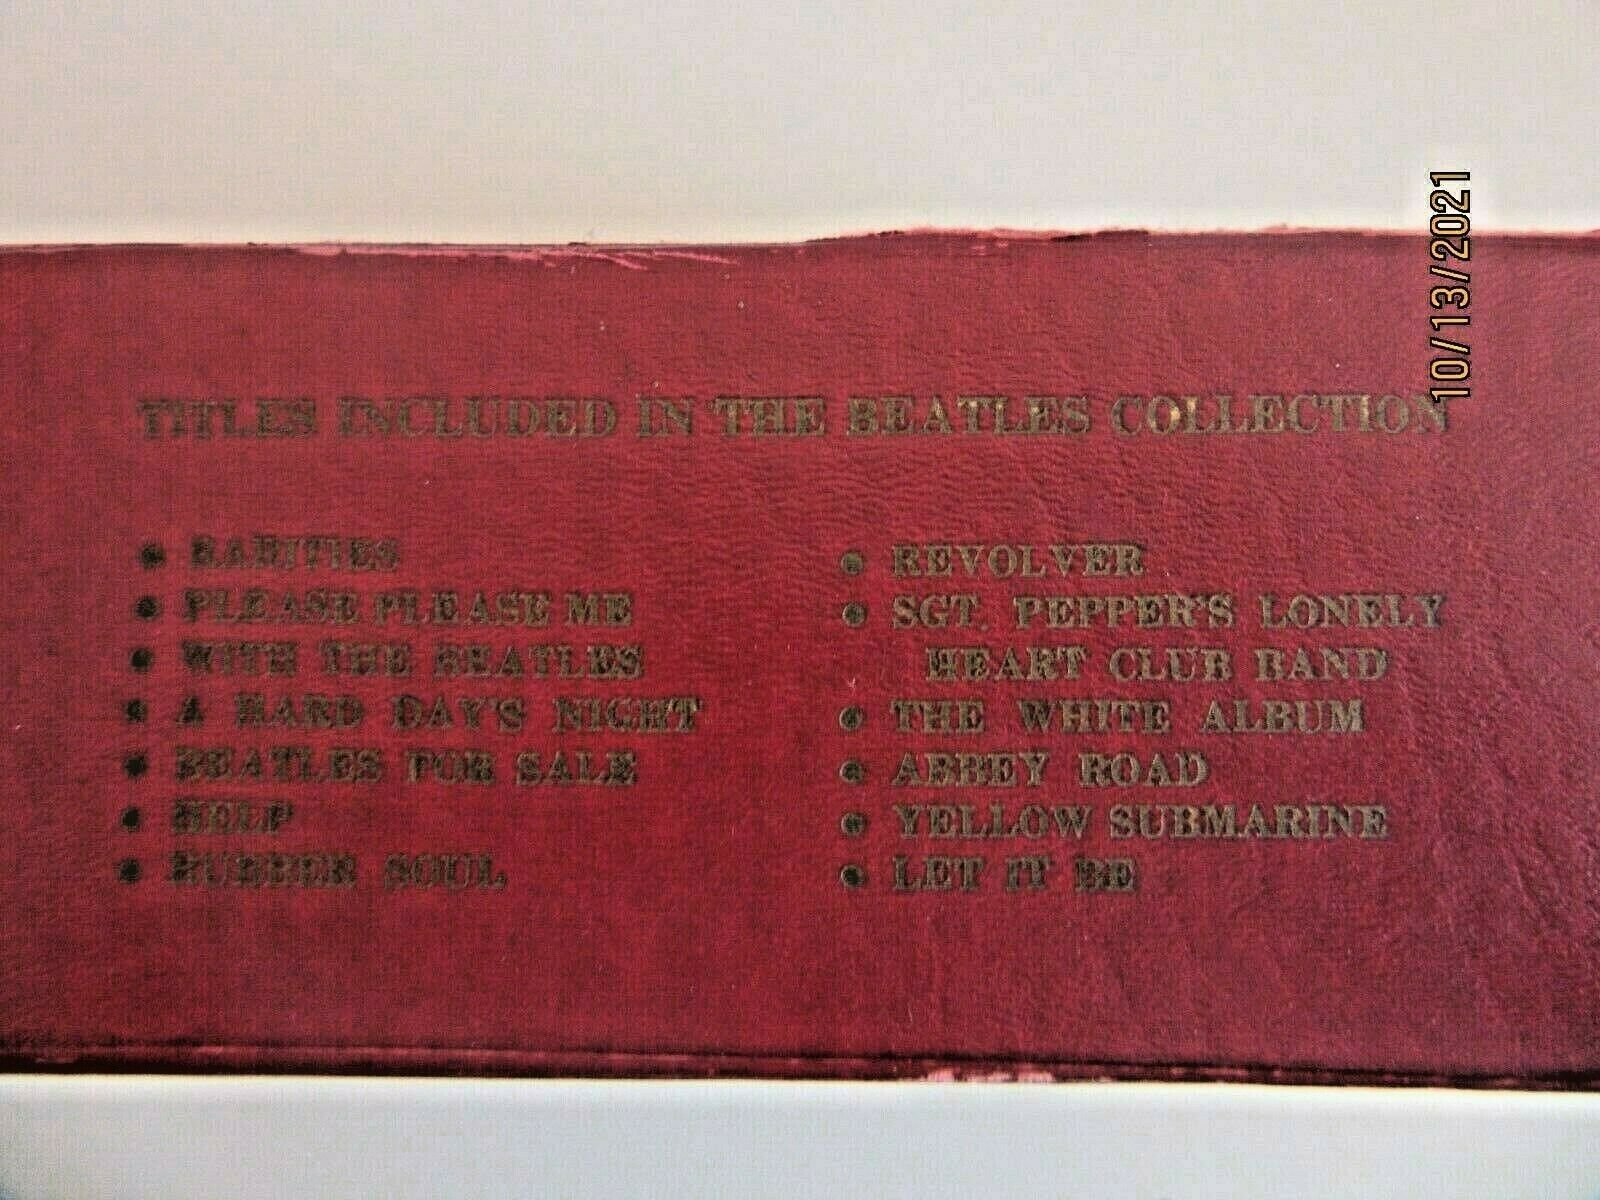 TITLES INCLUDED IN THE BEATLES COLLECTION
• RARITIES
• PLEASE PLEASE ME
• WITH THE BEATLES
• A HARD DAY'S NIGHT
• BEATLES FOR SALE
• HELP
• RUBBER SOUL
• REVOLVER
• SGT. PEPPER'S LONELY
HEART CLUB BAND
• THE WHITE ALBUM
• ABBEY ROAD
• YELLOW SUBMARINE
• LET IT BE
10/13/2021